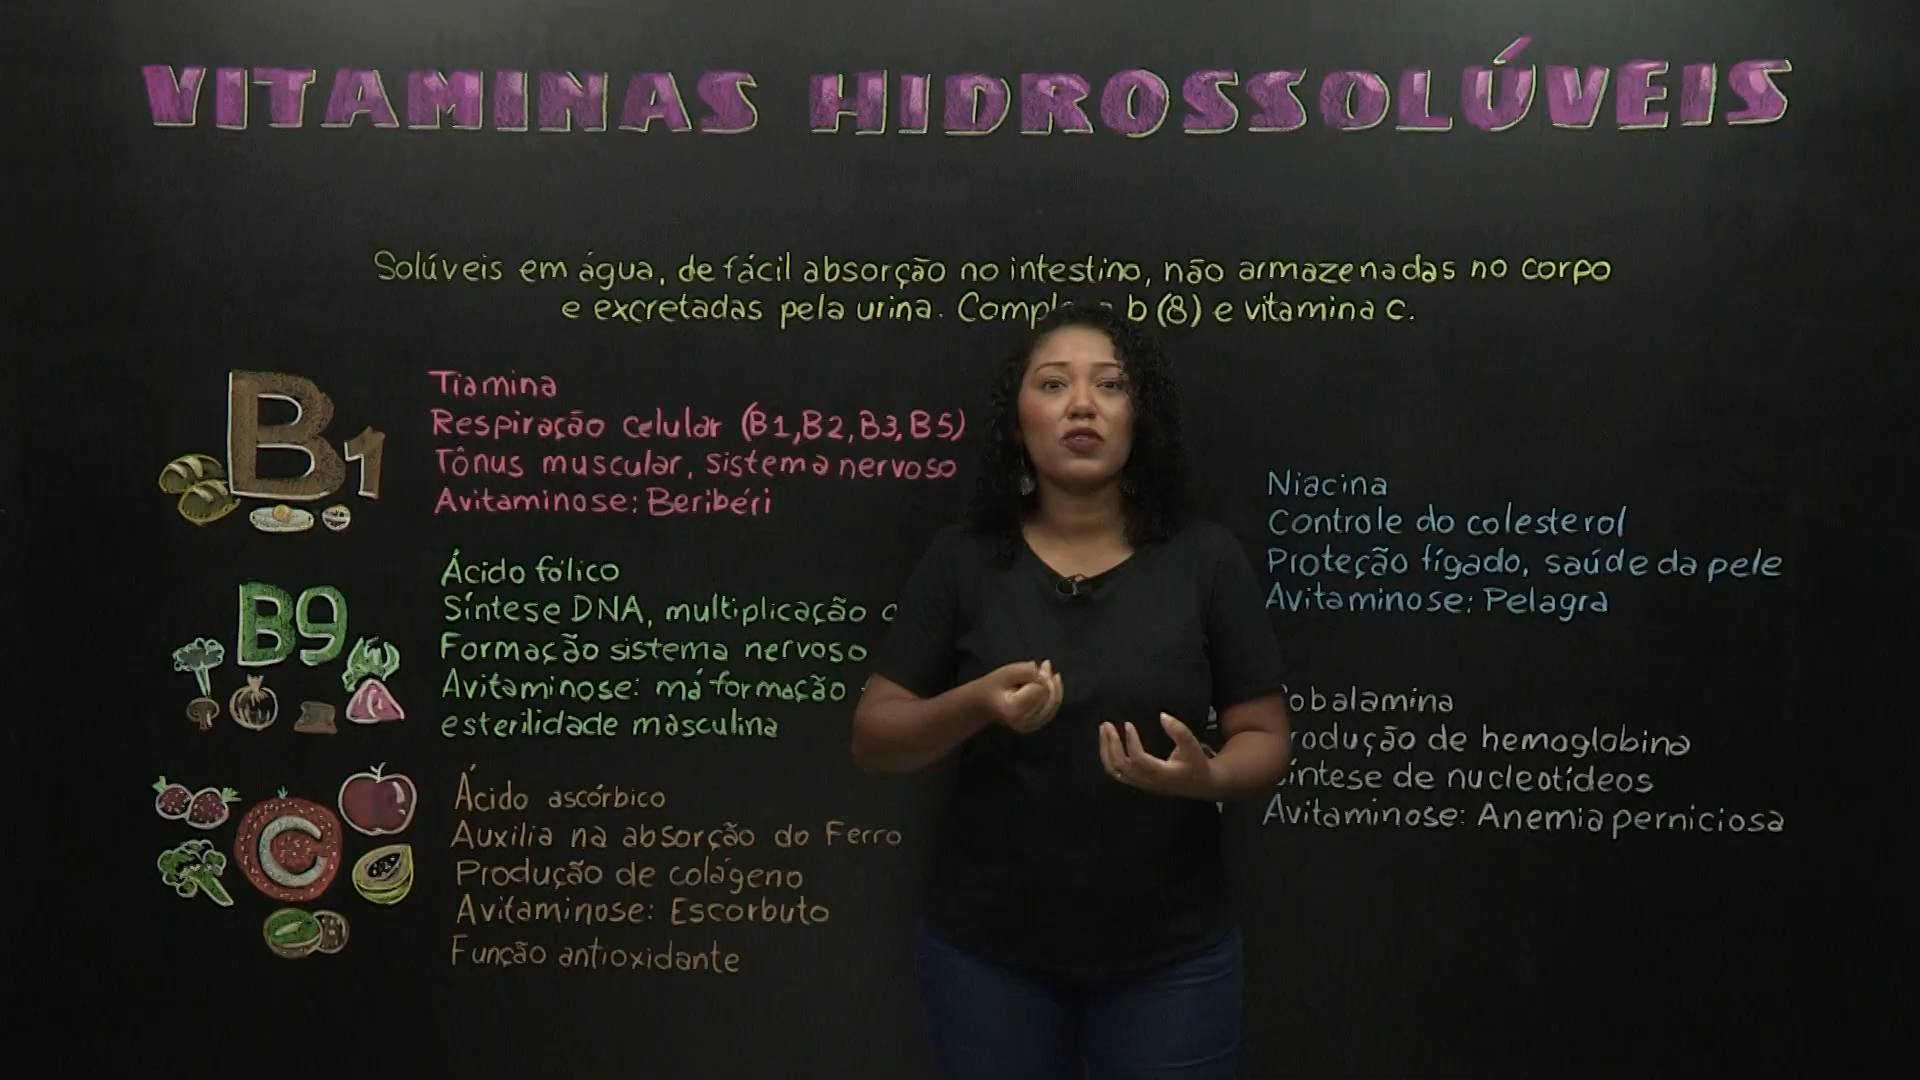 VITAMINAS HIDROSSOLÚVEIS
Solúveis em água, de fácil absorção no intestino, não armazenadas no corpo
e excretadas pela urina. b (8) e vitamina c.
B1
Tiamina
Respiração celular (B1,B2,B3,B5)
Tônus muscular, sistema nervoso
Avitaminose: Beribéri
B9
Ácido fólico
Síntese DNA, multiplicação
Formação sistema nervoso
Avitaminose: má formação
esterilidade masculina
C
Ácido ascórbico
Auxilia na absorção do Ferro
Produção de colágeno
Avitaminose: Escorbuto
Função antioxidante
Niacina
Controle do colesterol
Proteção fígado, saúde da pele
Avitaminose: Pelagra
obalamina
rodução de hemoglobina
íntese de nucleotídeos
Avitaminose: Anemia perniciosa